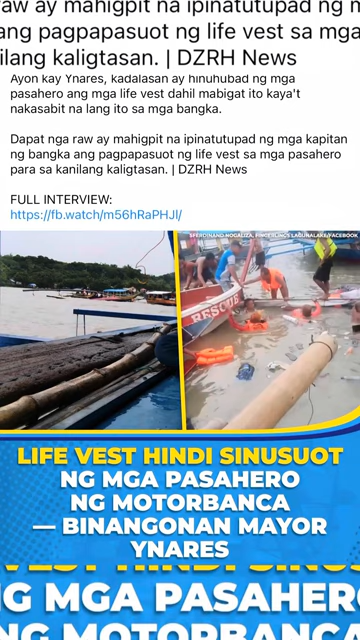 raw ay mahigpit na ipinatutupad ng m
ang pagpapasuot ng life vest sa mga
ilang kaligtasan. | DZRH News
Ayon kay Ynares, kadalasan ay hinuhubad ng mga
pasahero ang mga life vest dahil mabigat ito kaya't
nakasabit na lang ito sa mga bangka.
Dapat nga raw ay mahigpit na ipinatutupad ng mga kapitan
ng bangka ang pagpapasuot ng life vest sa mga pasahero
para sa kanilang kaligtasan. | DZRH News
FULL INTERVIEW:
https://fb.watch/m56hRaPHJl/
RESCUE
LIFE VEST HINDI SINUSUOT
NG MGA PASAHERO
NG MOTORBANCA
— BINANGONAN MAYOR
YNARES
VEST HINDI SINUS
NG MGA PASAHER
NG MOTORBANCA